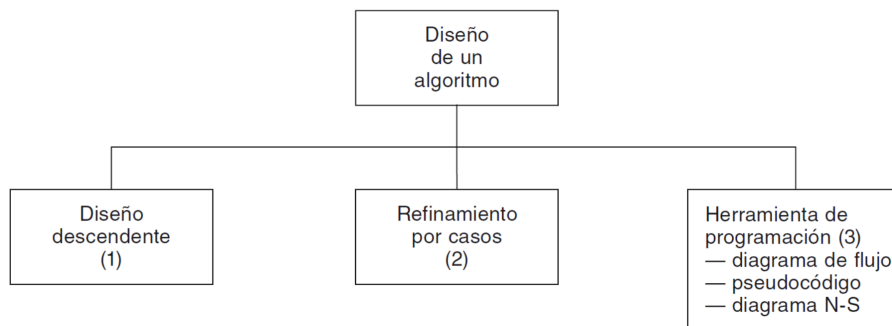 Diseño
de un
algoritmo
Diseño
descendente
(1)
Refinamiento
por casos
(2)
Herramienta de
programación (3)
— diagrama de flujo
— pseudocódigo
— diagrama N-S